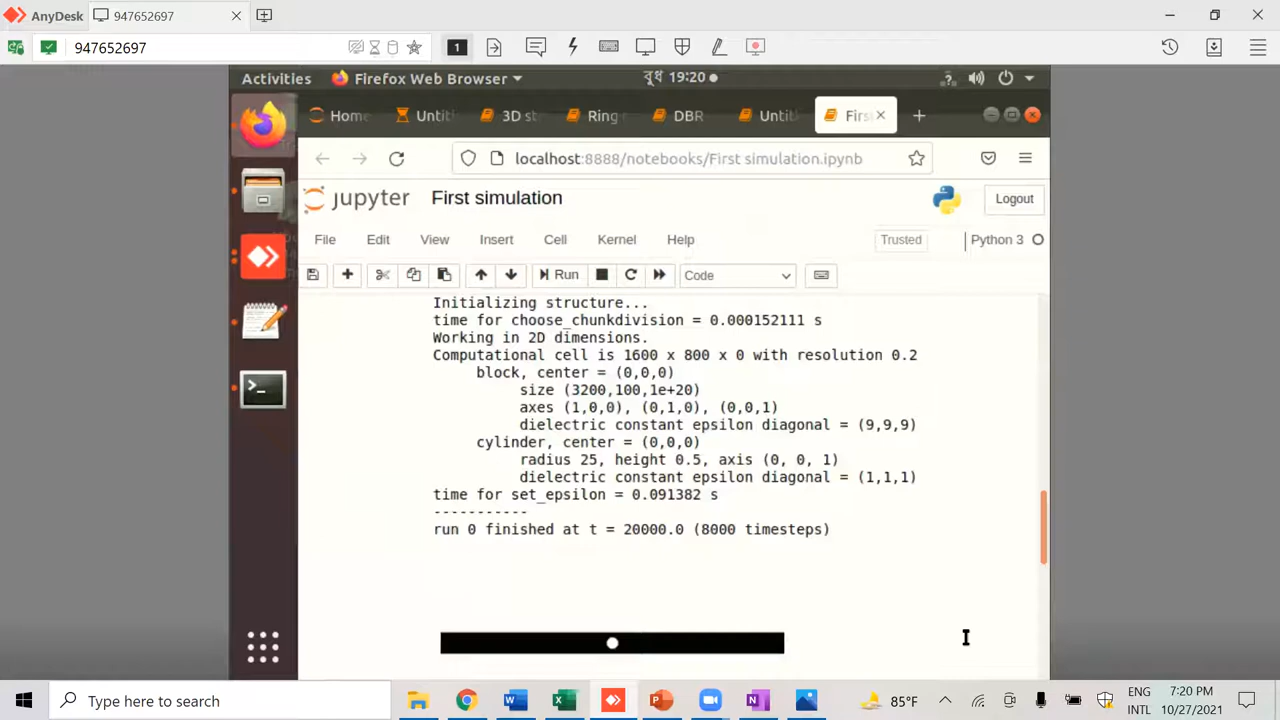 AnyDesk 947652697
947652697 1
Activities Firefox Web Browser বুধ 19:20
Home Untit 3D st Ring DBR Untit Firs
localhost:8888/notebooks/First simulation.ipynb
jupyter First simulation Logout
File Edit View Insert Cell Kernel Help Trusted Python 3
Run Code
Initializing structure...
time for choose_chunkdivision = 0.000152111 s
Working in 2D dimensions.
Computational cell is 1600 x 800 x 0 with resolution 0.2
block, center = (0,0,0)
size (3200,100,1e+20)
axes (1,0,0), (0,1,0), (0,0,1)
dielectric constant epsilon diagonal = (9,9,9)
cylinder, center = (0,0,0)
radius 25, height 0.5, axis (0, 0, 1)
dielectric constant epsilon diagonal = (1,1,1)
time for set_epsilon = 0.091382 s
-----------
run 0 finished at t = 20000.0 (8000 timesteps)
Type here to search 85°F ENG 7:20 PM
INTL 10/27/2021